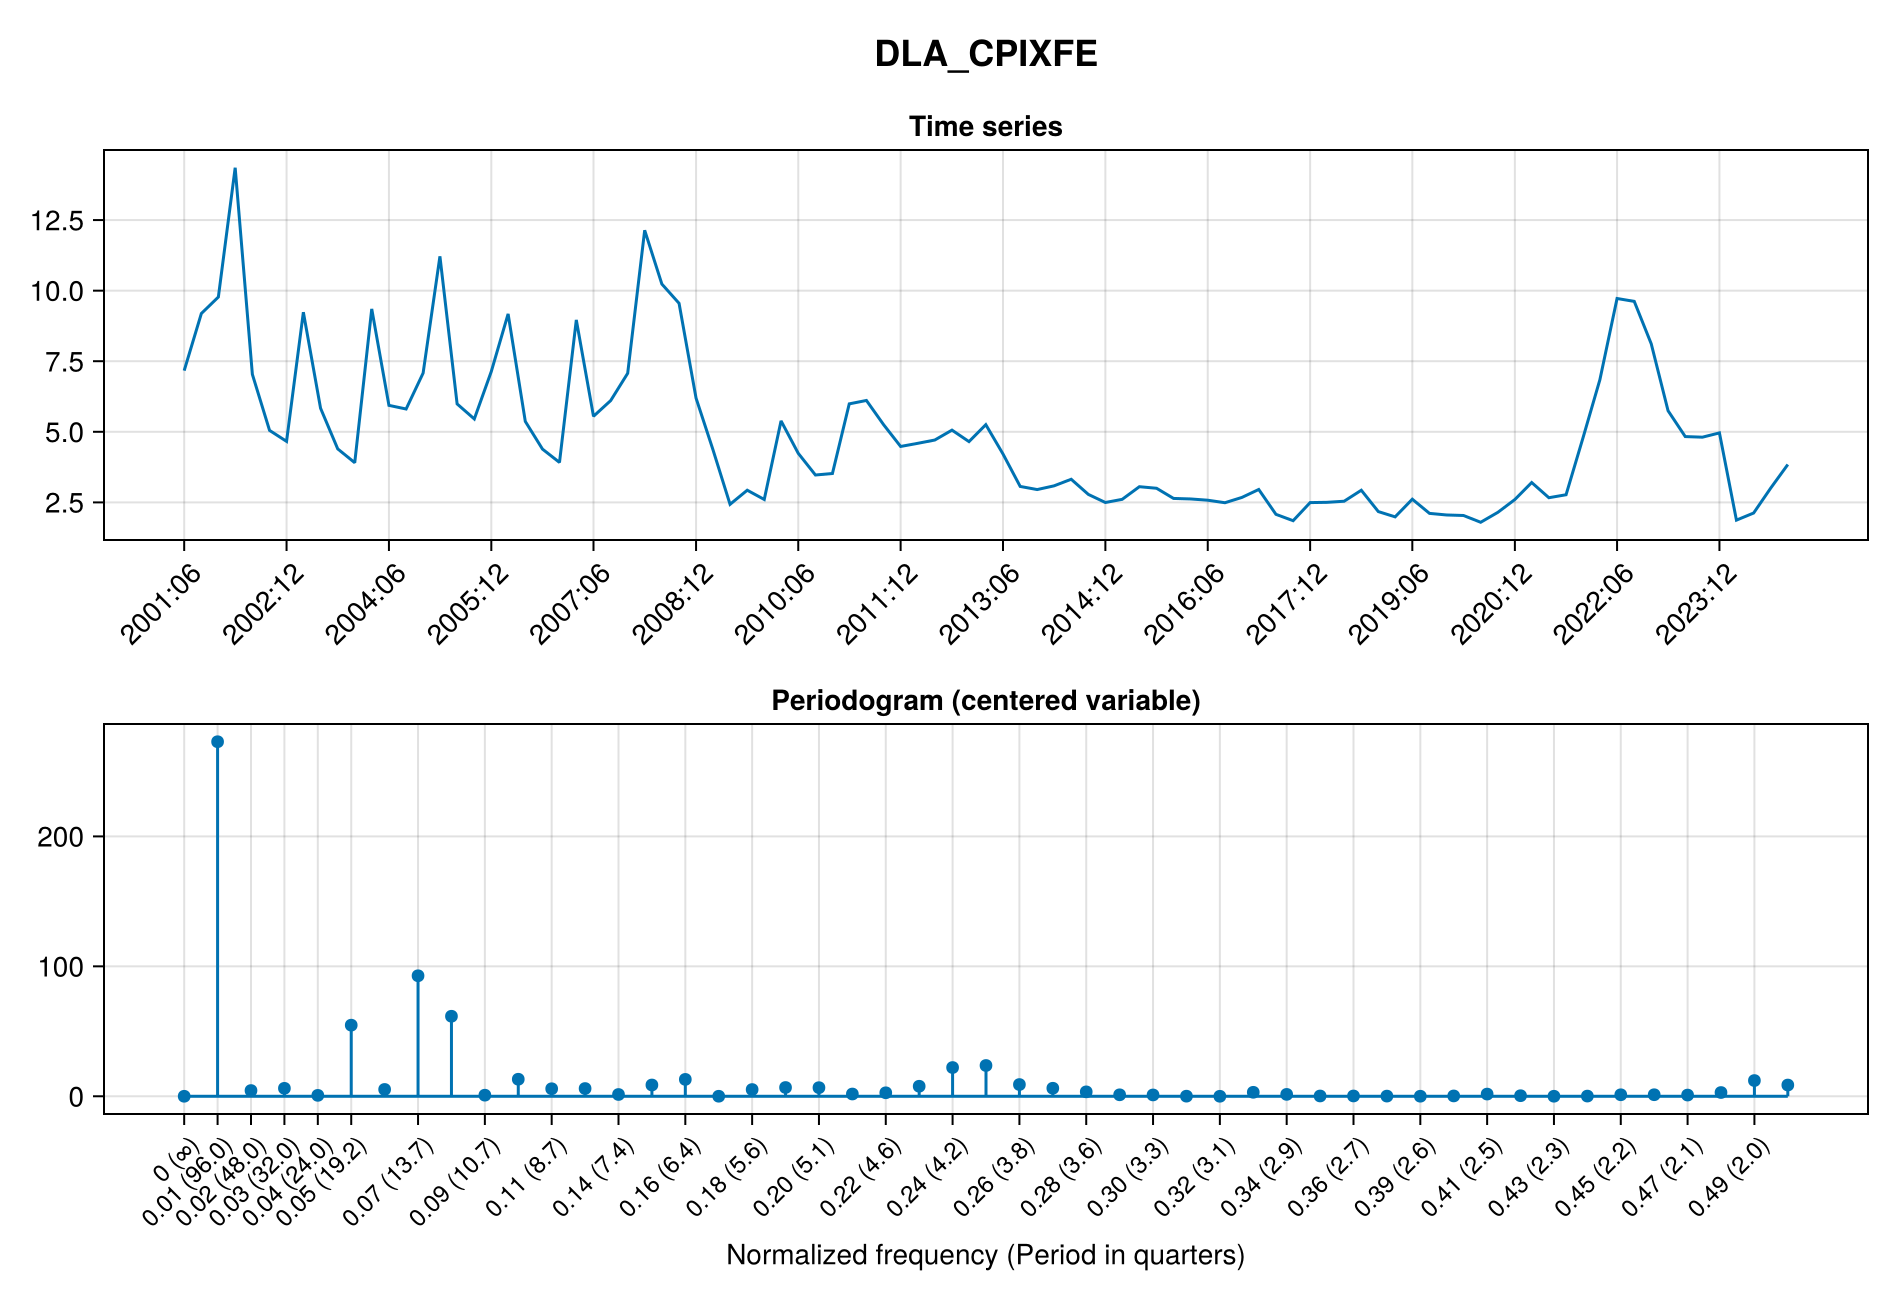 DLA_CPIXFE
Time series
12.5
10.0
7.5
5.0
2.5
2001:06 2002:12 2004:06 2005:12 2007:06 2008:12 2010:06 2011:12 2013:06 2014:12 2016:06 2017:12 2019:06 2020:12 2022:06 2023:12
Periodogram (centered variable)
200
100
0
0 (∞) 0.01 (96.0) 0.02 (48.0) 0.03 (32.0) 0.04 (24.0) 0.05 (19.2) 0.07 (13.7) 0.09 (10.7) 0.11 (8.7) 0.14 (7.4) 0.16 (6.4) 0.18 (5.6) 0.20 (5.1) 0.22 (4.6) 0.24 (4.2) 0.26 (3.8) 0.28 (3.6) 0.30 (3.3) 0.32 (3.1) 0.34 (2.9) 0.36 (2.7) 0.39 (2.6) 0.41 (2.5) 0.43 (2.3) 0.45 (2.2) 0.47 (2.1) 0.49 (2.0)
Normalized frequency (Period in quarters)